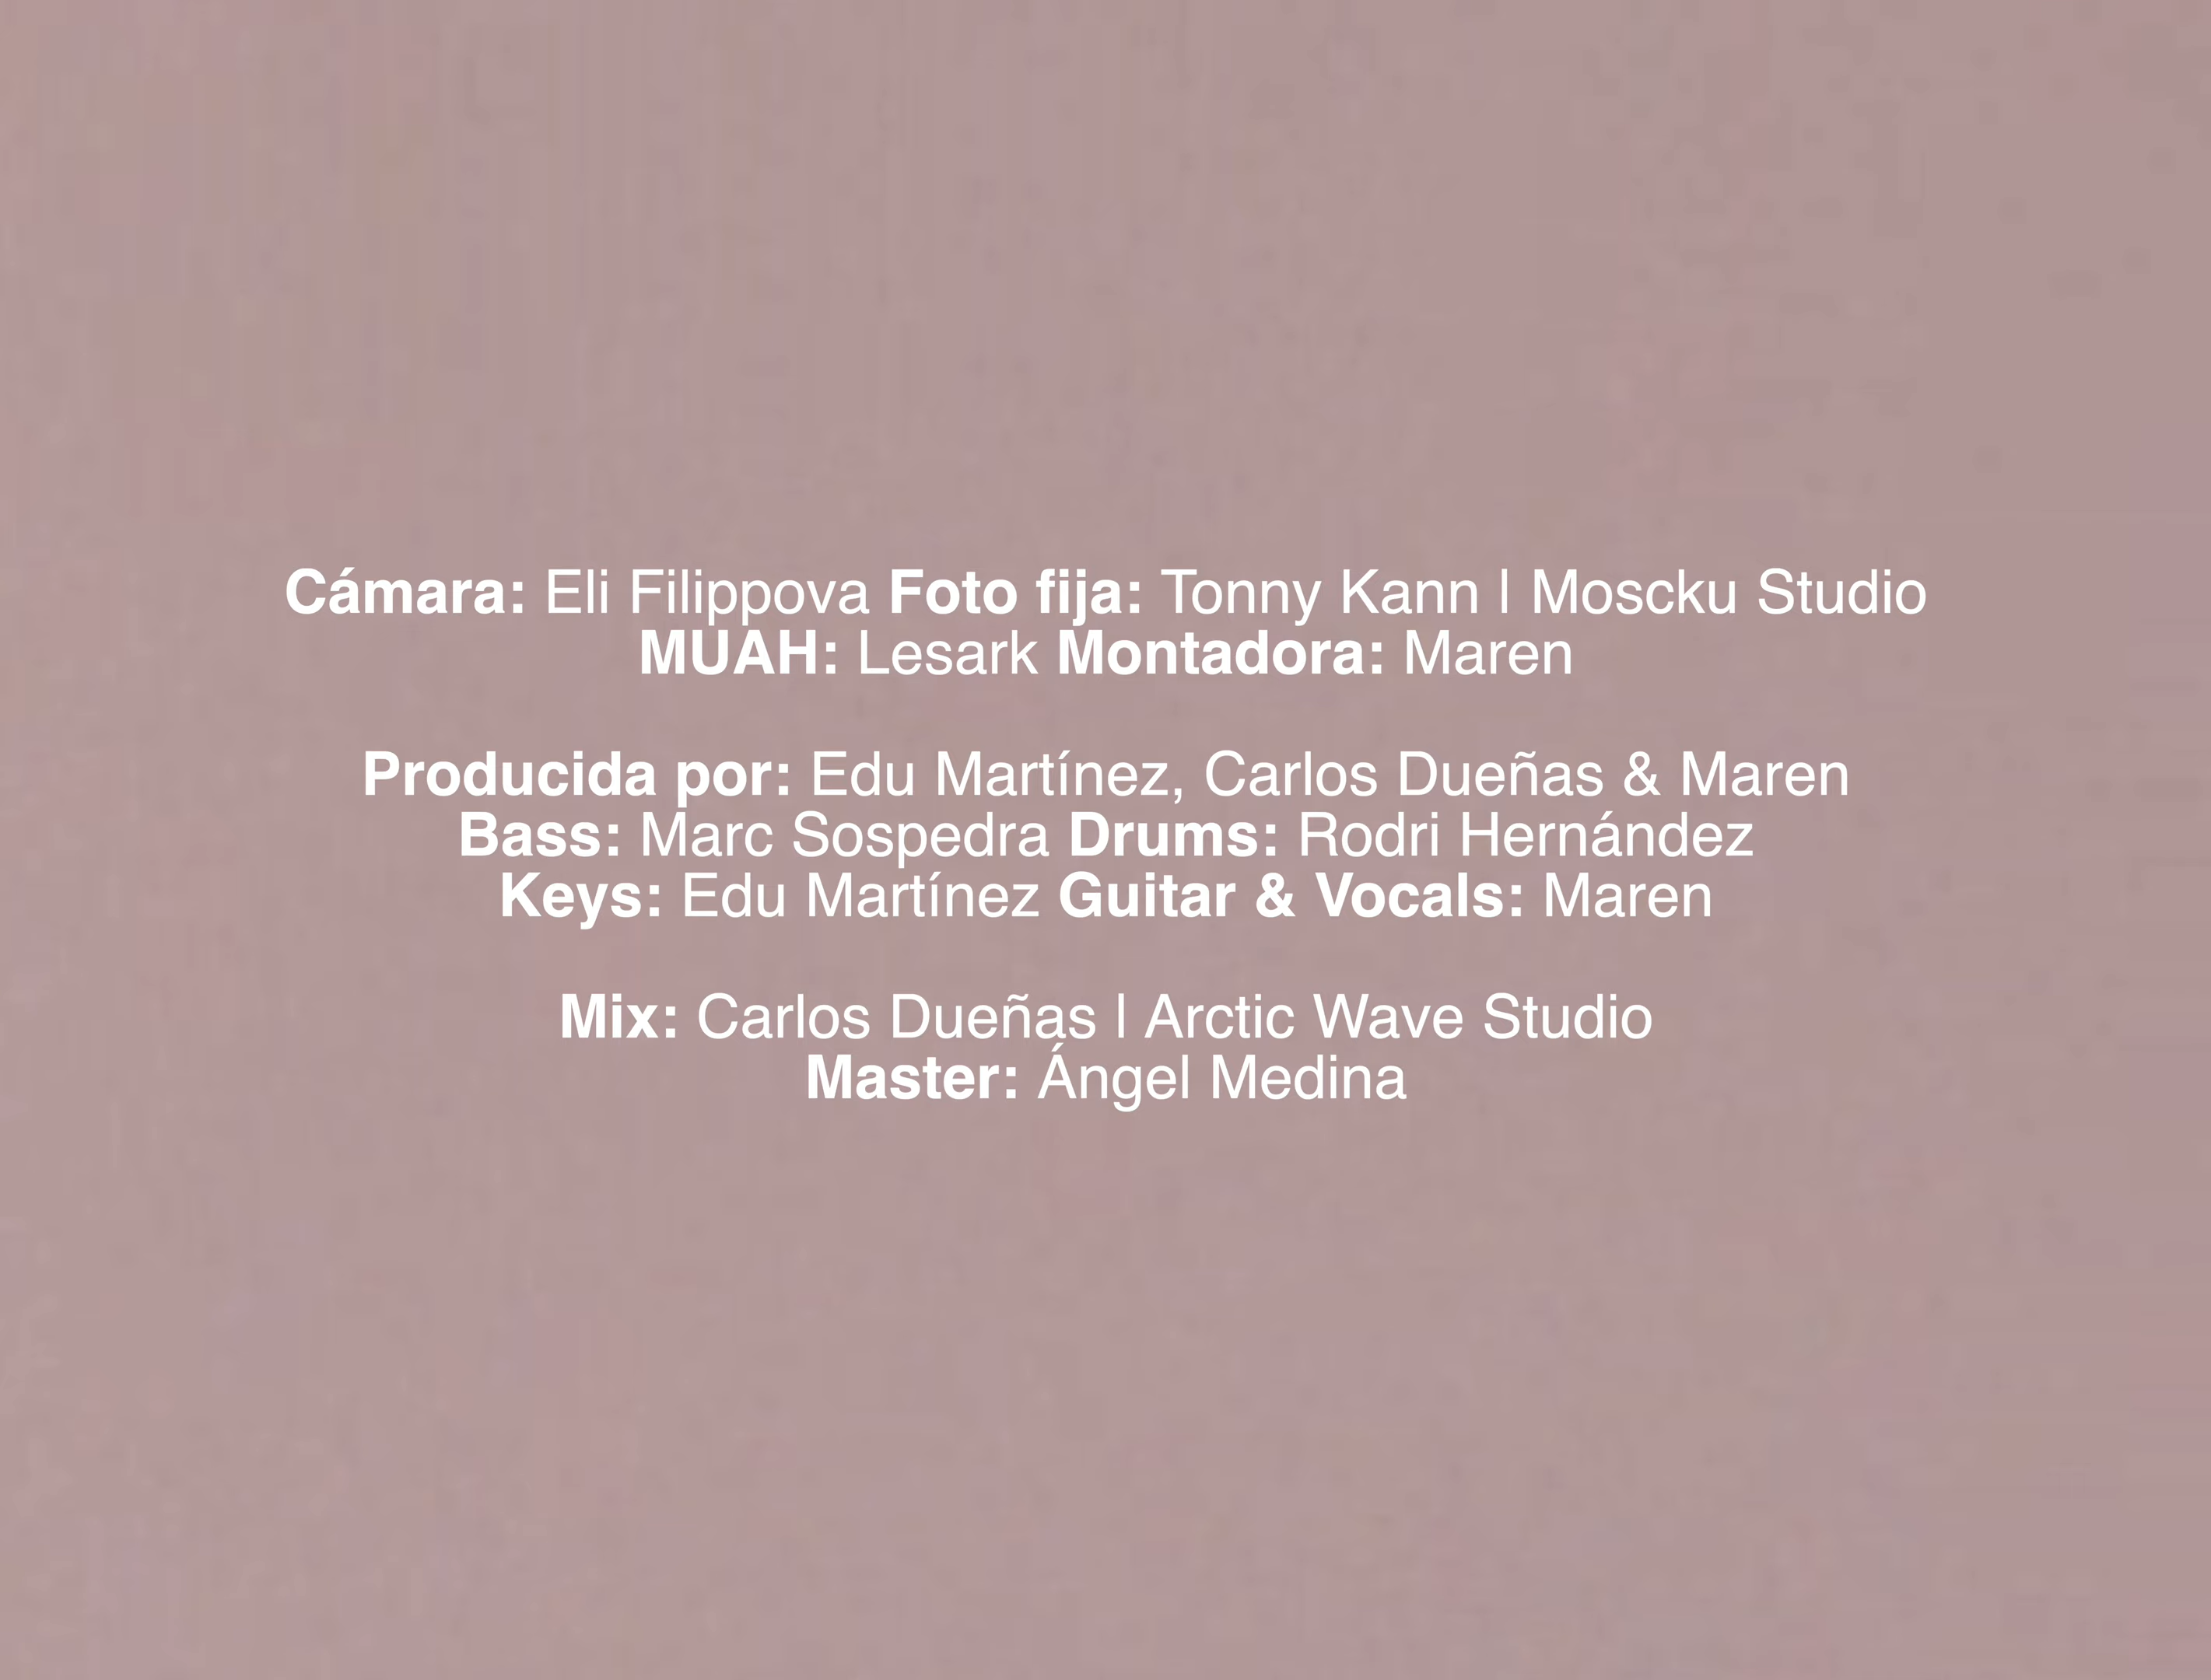 Cámara: Eli Filippova Foto fija: Tonny Kann | Moscku Studio
MUAH: Lesark Montadora: Maren
Producida por: Edu Martínez, Carlos Dueñas & Maren
Bass: Marc Sospedra Drums: Rodri Hernández
Keys: Edu Martínez Guitar & Vocals: Maren
Mix: Carlos Dueñas | Arctic Wave Studio
Master: Ángel Medina